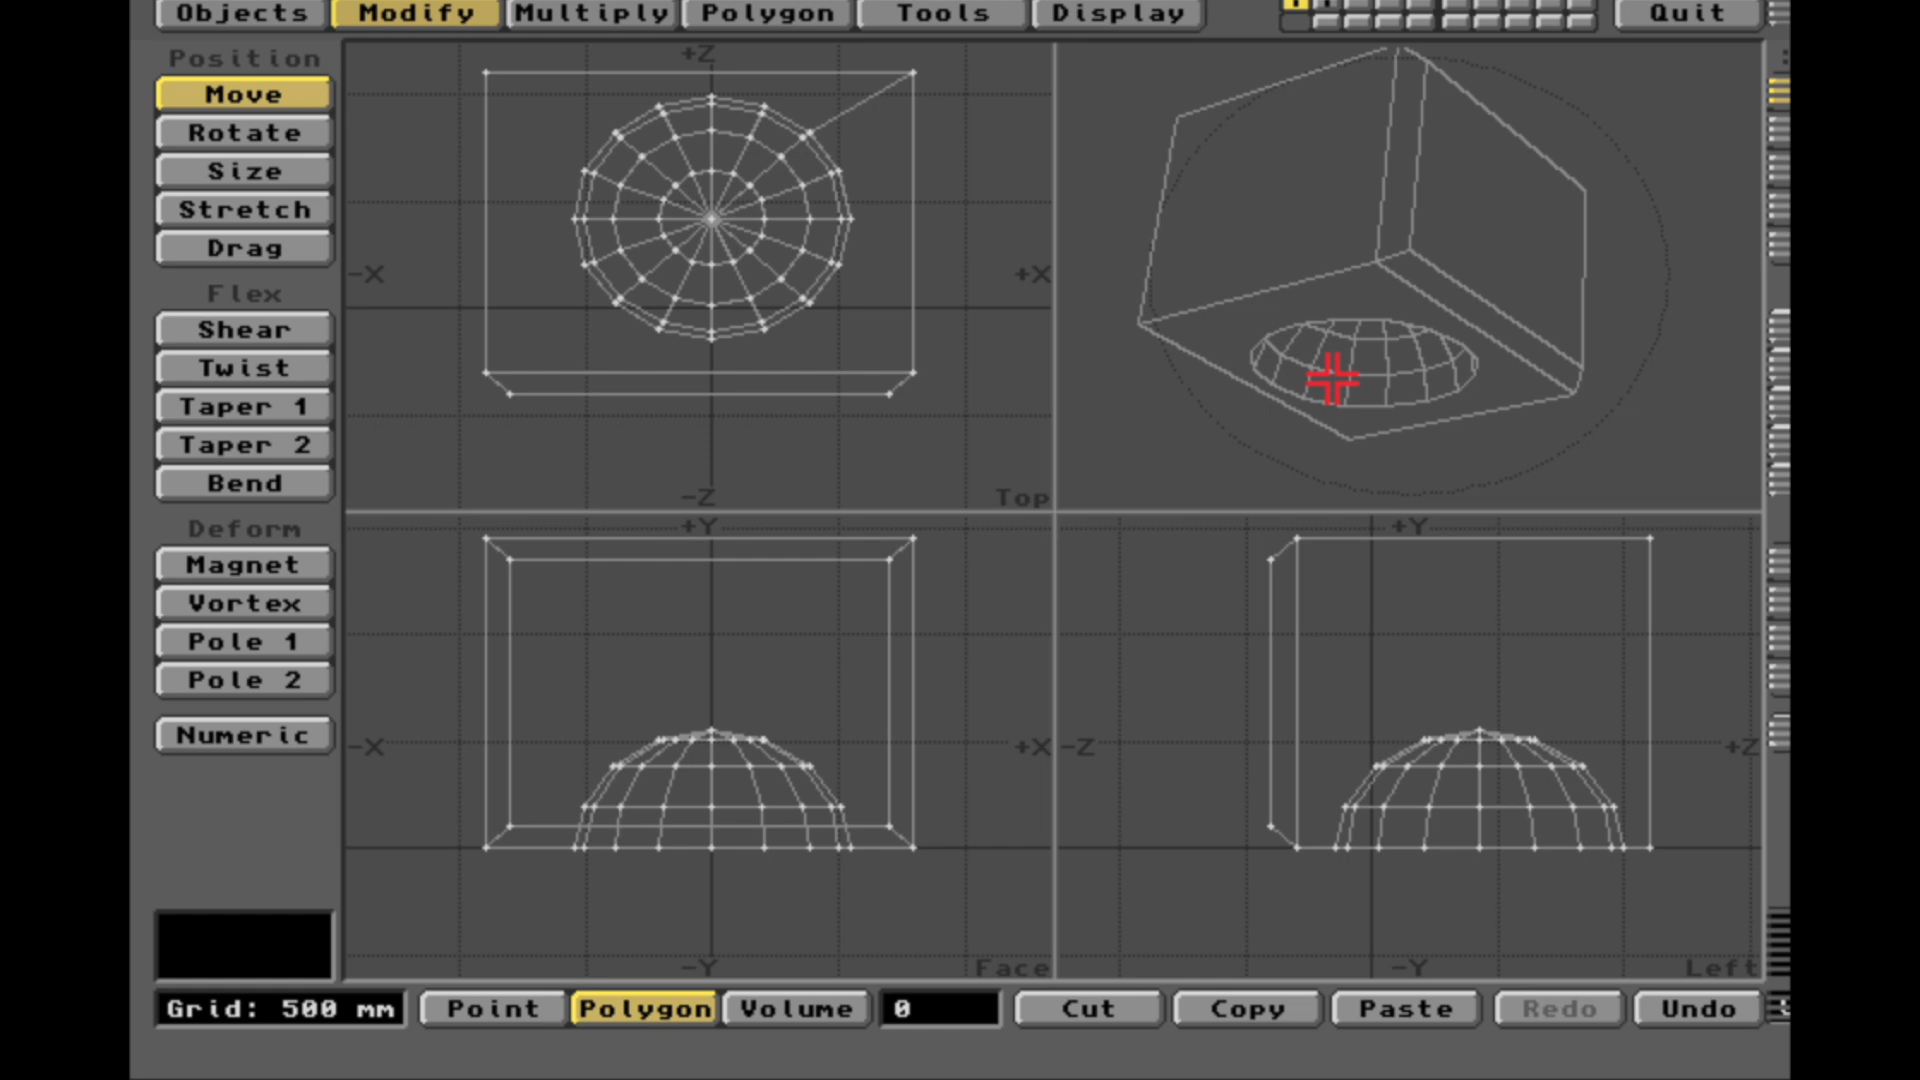 Objects Modify Multiply Polygon Tools Display Quit
Position
Move
Rotate
Size
Stretch
Drag
Flex
Shear
Twist
Taper 1
Taper 2
Bend
Deform
Magnet
Vortex
Pole 1
Pole 2
Numeric
+Z
-X +X
-Z Top
+Y +Y
-X +X -Z +Z
-Y Face -Y Left
Grid: 500 mm Point Polygon Volume 0 Cut Copy Paste Redo Undo